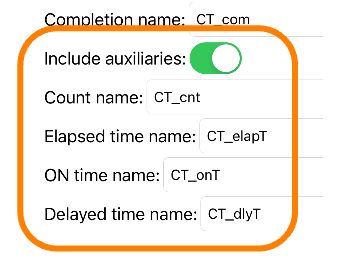 Completion name: CT_com
Include auxiliaries:
Count name: CT_cnt
Elapsed time name: CT_elapT
ON time name: CT_onT
Delayed time name: CT_dlyT